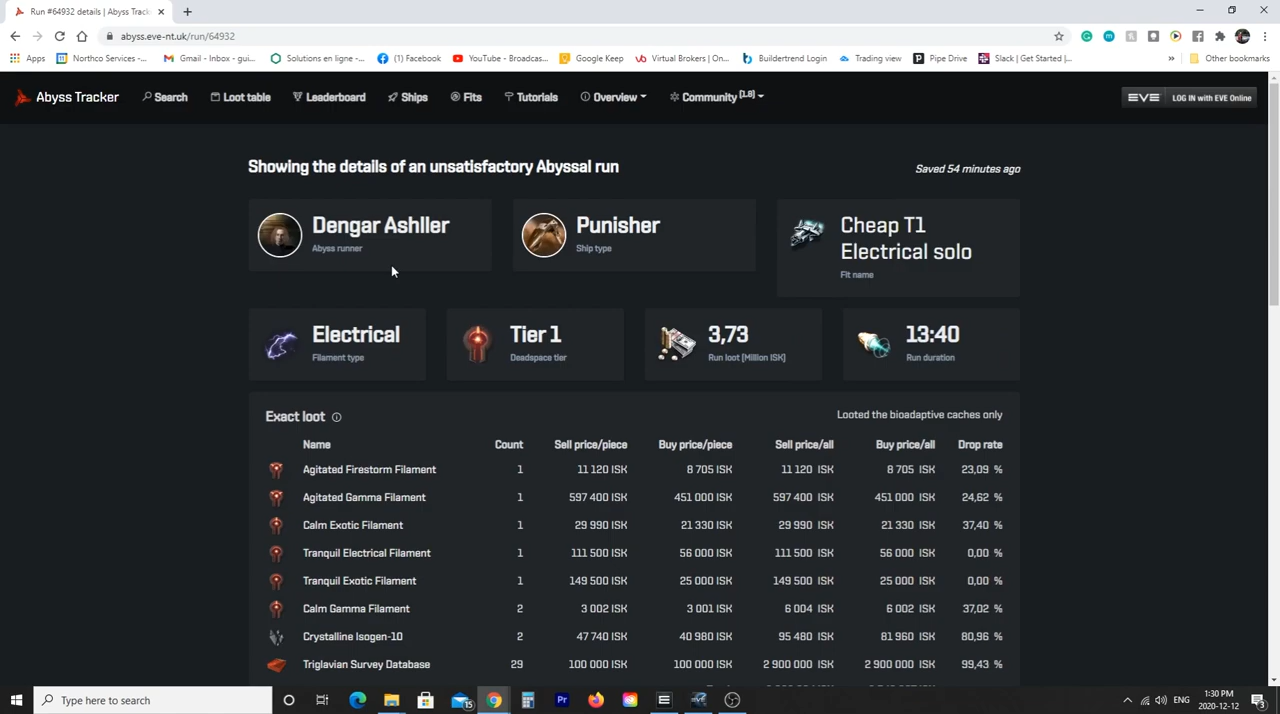 Run #64932 details | Abyss Track
abyss.eve-nt.uk/run/64932
Apps
Northco Services -...
Gmail - Inbox - gui...
Solutions en ligne -...
(1) Facebook
YouTube - Broadcas...
Google Keep
Virtual Brokers | On...
Buildertrend Login
Trading view
Pipe Drive
Slack | Get Started |...
»
Other bookmarks
Abyss Tracker
Search
Loot table
Leaderboard
Ships
Fits
Tutorials
Overview
Community [1.8]
EVE LOG IN with EVE Online
Showing the details of an unsatisfactory Abyssal run
Saved 54 minutes ago
Dengar Ashller
Abyss runner
Punisher
Ship type
Cheap T1
Electrical solo
Fit name
Electrical
Filament type
Tier 1
Deadspace tier
3,73
Run loot [Million ISK]
13:40
Run duration
Exact loot
Looted the bioadaptive caches only
Name Count Sell price/piece Buy price/piece Sell price/all Buy price/all Drop rate
Agitated Firestorm Filament 1 11 120 ISK 8 705 ISK 11 120 ISK 8 705 ISK 23,09 %
Agitated Gamma Filament 1 597 400 ISK 451 000 ISK 597 400 ISK 451 000 ISK 24,62 %
Calm Exotic Filament 1 29 990 ISK 21 330 ISK 29 990 ISK 21 330 ISK 37,40 %
Tranquil Electrical Filament 1 111 500 ISK 56 000 ISK 111 500 ISK 56 000 ISK 0,00 %
Tranquil Exotic Filament 1 149 500 ISK 25 000 ISK 149 500 ISK 25 000 ISK 0,00 %
Calm Gamma Filament 2 3 002 ISK 3 001 ISK 6 004 ISK 6 002 ISK 37,02 %
Crystalline Isogen-10 2 47 740 ISK 40 980 ISK 95 480 ISK 81 960 ISK 80,96 %
Triglavian Survey Database 29 100 000 ISK 100 000 ISK 2 900 000 ISK 2 900 000 ISK 99,43 %
Type here to search
15
Pr
ENG
1:30 PM
2020-12-12
3